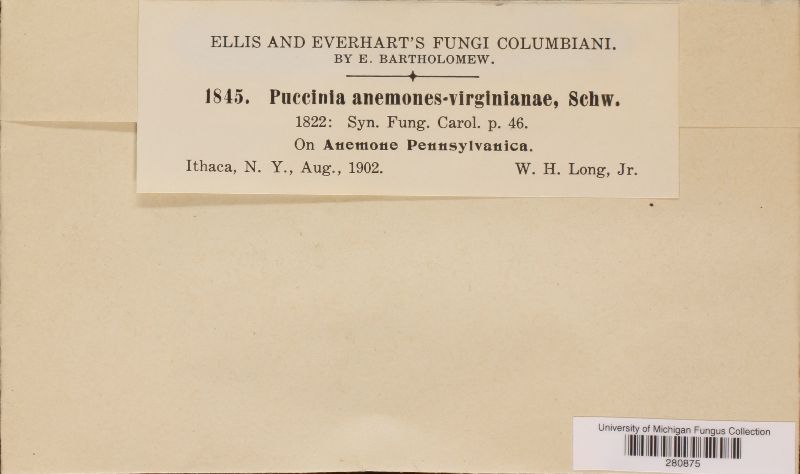 ELLIS AND EVERHART'S FUNGI COLUMBIANI.
BY E. BARTHOLOMEW.
1845. Puccinia anemones-virginianae, Schw.
1822: Syn. Fung. Carol. p. 46.
On Anemone Pennsylvanica.
Ithaca, N. Y., Aug., 1902. W. H. Long, Jr.
University of Michigan Fungus Collection
280875